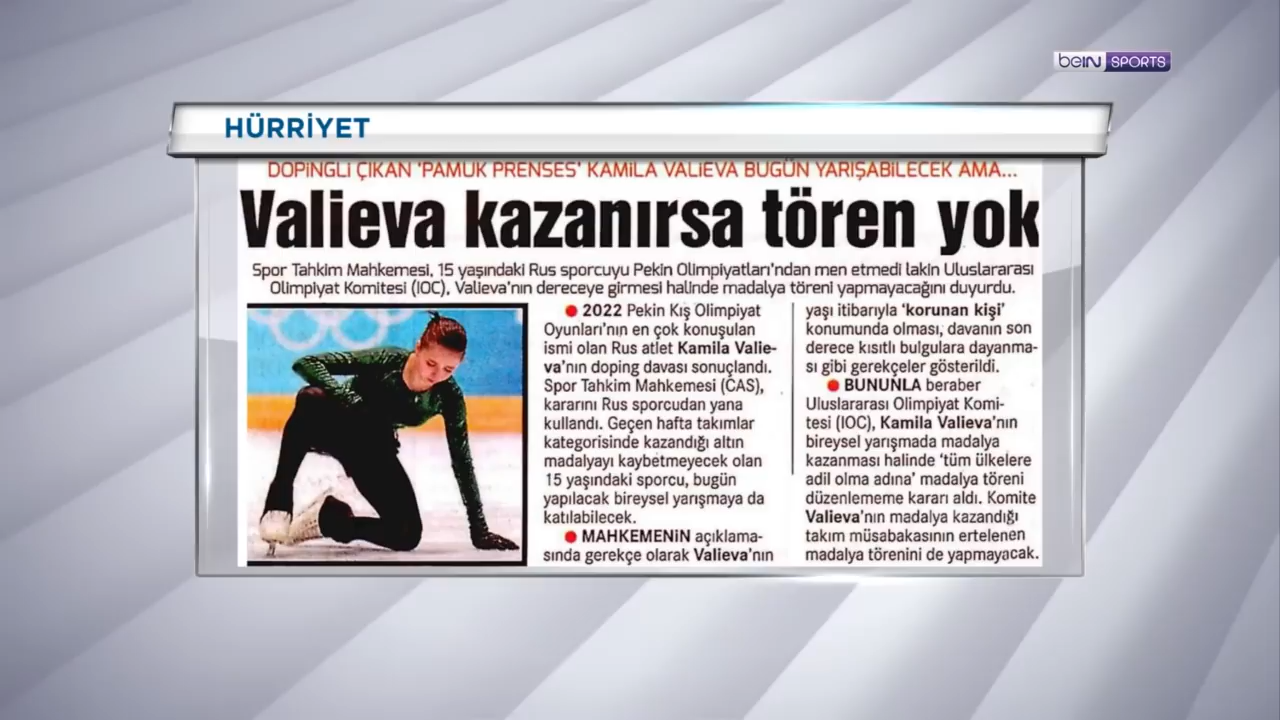 beIN SPORTS
HÜRRİYET
DOPİNGLİ ÇIKAN 'PAMUK PRENSES' KAMİLA VALİEVA BUGÜN YARIŞABİLECEK AMA...
Valieva kazanırsa tören yok
Spor Tahkim Mahkemesi, 15 yaşındaki Rus sporcuyu Pekin Olimpiyatları'ndan men etmedi lakin Uluslararası
Olimpiyat Komitesi (IOC), Valieva'nın dereceye girmesi halinde madalya töreni yapmayacağını duyurdu.
● 2022 Pekin Kış Olimpiyat
Oyunları'nın en çok konuşulan
ismi olan Rus atlet Kamila Valie-
va'nın doping davası sonuçlandı.
Spor Tahkim Mahkemesi (CAS),
kararını Rus sporcudan yana
kullandı. Geçen hafta takımlar
kategorisinde kazandığı altın
madalyayı kaybetmeyecek olan
15 yaşındaki sporcu, bugün
yapılacak bireysel yarışmaya da
katılabilecek.
● MAHKEMENİN açıklama-
sında gerekçe olarak Valieva'nın
yaşı itibarıyla 'korunan kişi'
konumunda olması, davanın son
derece kısıtlı bulgulara dayanma-
sı gibi gerekçeler gösterildi.
● BUNUNLA beraber
Uluslararası Olimpiyat Komi-
tesi (IOC), Kamila Valieva'nın
bireysel yarışmada madalya
kazanması halinde 'tüm ülkelere
adil olma adına' madalya töreni
düzenlememe kararı aldı. Komite
Valieva'nın madalya kazandığı
takım müsabakasının ertelenen
madalya törenini de yapmayacak.